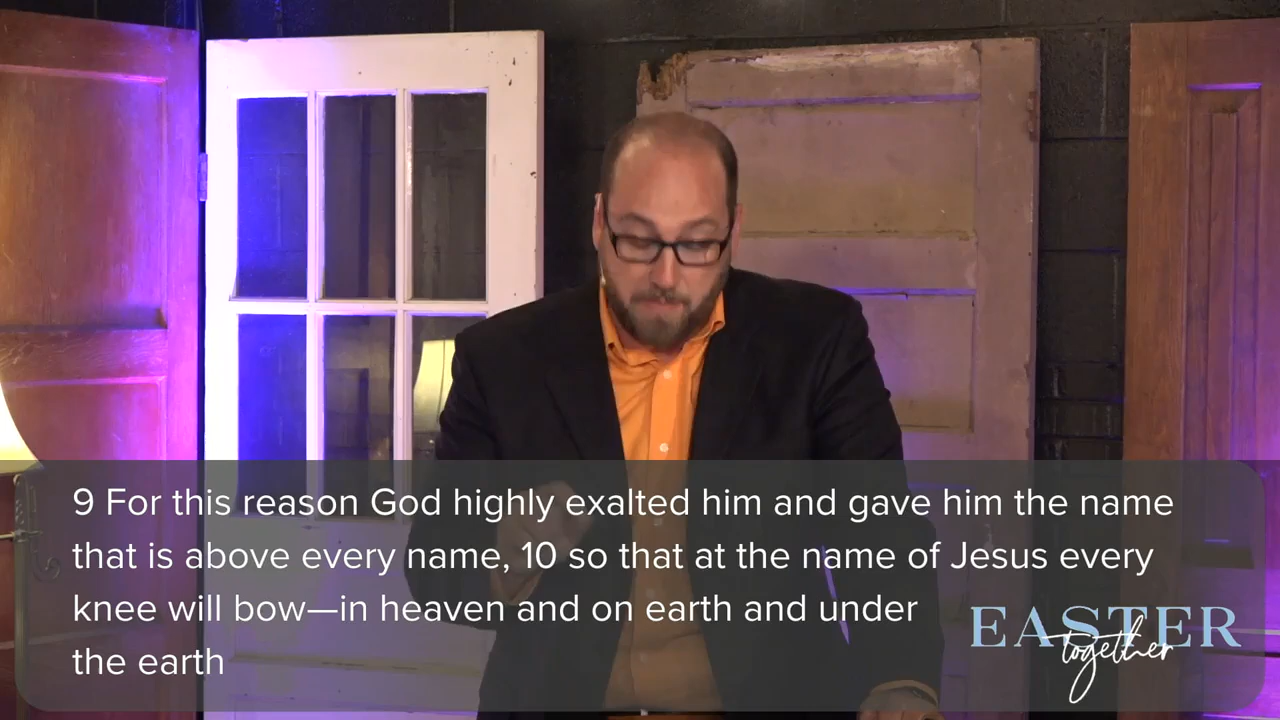 9 For this reason God highly exalted him and gave him the name
that is above every name, 10 so that at the name of Jesus every
knee will bow—in heaven and on earth and under
the earth
EASTER
together